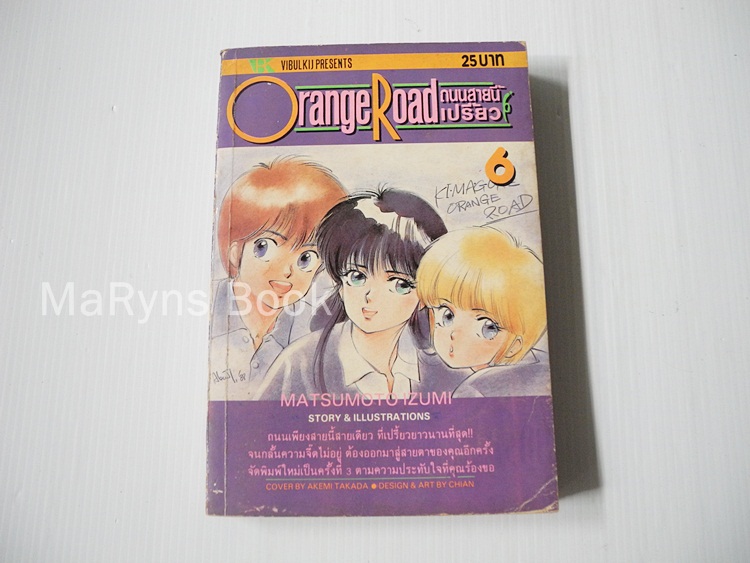 VBK VIBULKIJ PRESENTS 25 บาท
Orange Road ถนนสายนี้เปรี้ยว
6
KIMAGURE
ORANGE
ROAD
MaRyns Book
MATSUMOTO IZUMI
STORY & ILLUSTRATIONS
ถนนเพียงสายนี้สายเดียว ที่เปรี้ยวยาวนานที่สุด!!
จนกลั้นความจี๊ดไม่อยู่ ต้องออกมาสู่สายตาของคุณอีกครั้ง
จัดพิมพ์ใหม่เป็นครั้งที่ 3 ตามความประทับใจที่คุณร้องขอ
COVER BY AKEMI TAKADA ● DESIGN & ART BY CHIAN